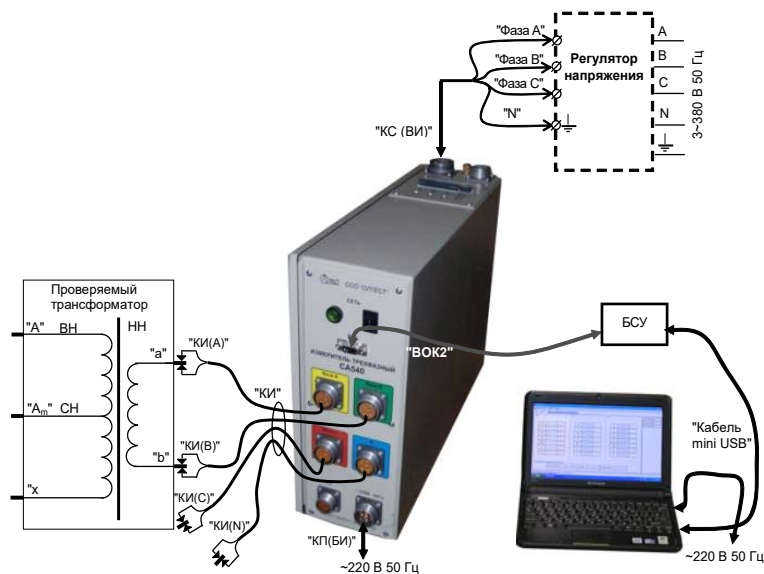 "Фаза А"
"Фаза В"
"Фаза С"
"N"
Регулятор
напряжения
A
B
C
N
3~380 В 50 Гц
"КС (ВИ)"
Проверяемый
трансформатор
"А" ВН
НН
"a"
"Am" СН
"b"
"x
"КИ(А)"
"КИ"
"КИ(В)"
"КИ(С)"
"КИ(N)"
ООО "ОЛТЕСТ"
СЕТЬ
"ВОК2"
ИЗМЕРИТЕЛЬ ТРЕХФАЗНЫЙ
СА540
БСУ
"Кабель
mini USB"
"КП(БИ)"
~220 В 50 Гц
~220 В 50 Гц